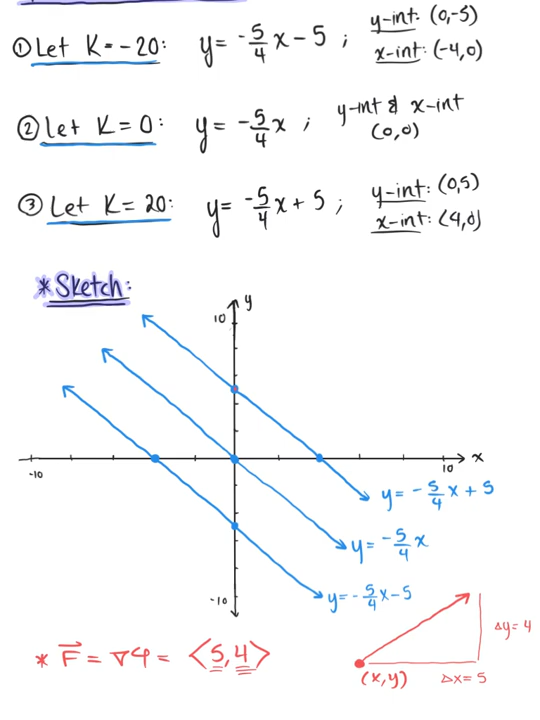 ① Let K=-20: y= -5/4 x - 5 ; y-int: (0,-5)
x-int: (-4,0)
② Let K=0: y= -5/4 x ; y-int & x-int
(0,0)
③ Let K=20: y= -5/4 x + 5 ; y-int: (0,5)
x-int: (4,0)
*Sketch:
y
10
-10
10
x
y= -5/4 x + 5
y= -5/4 x
-10
y= -5/4 x - 5
* F⃗ = ∇φ = ⟨5,4⟩
Δy= 4
(x,y) Δx= 5